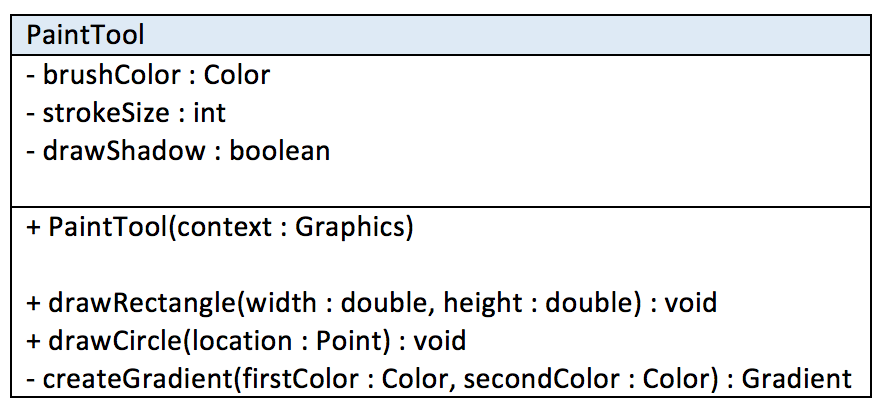 PaintTool
- brushColor : Color
- strokeSize : int
- drawShadow : boolean
+ PaintTool(context : Graphics)
+ drawRectangle(width : double, height : double) : void
+ drawCircle(location : Point) : void
- createGradient(firstColor : Color, secondColor : Color) : Gradient